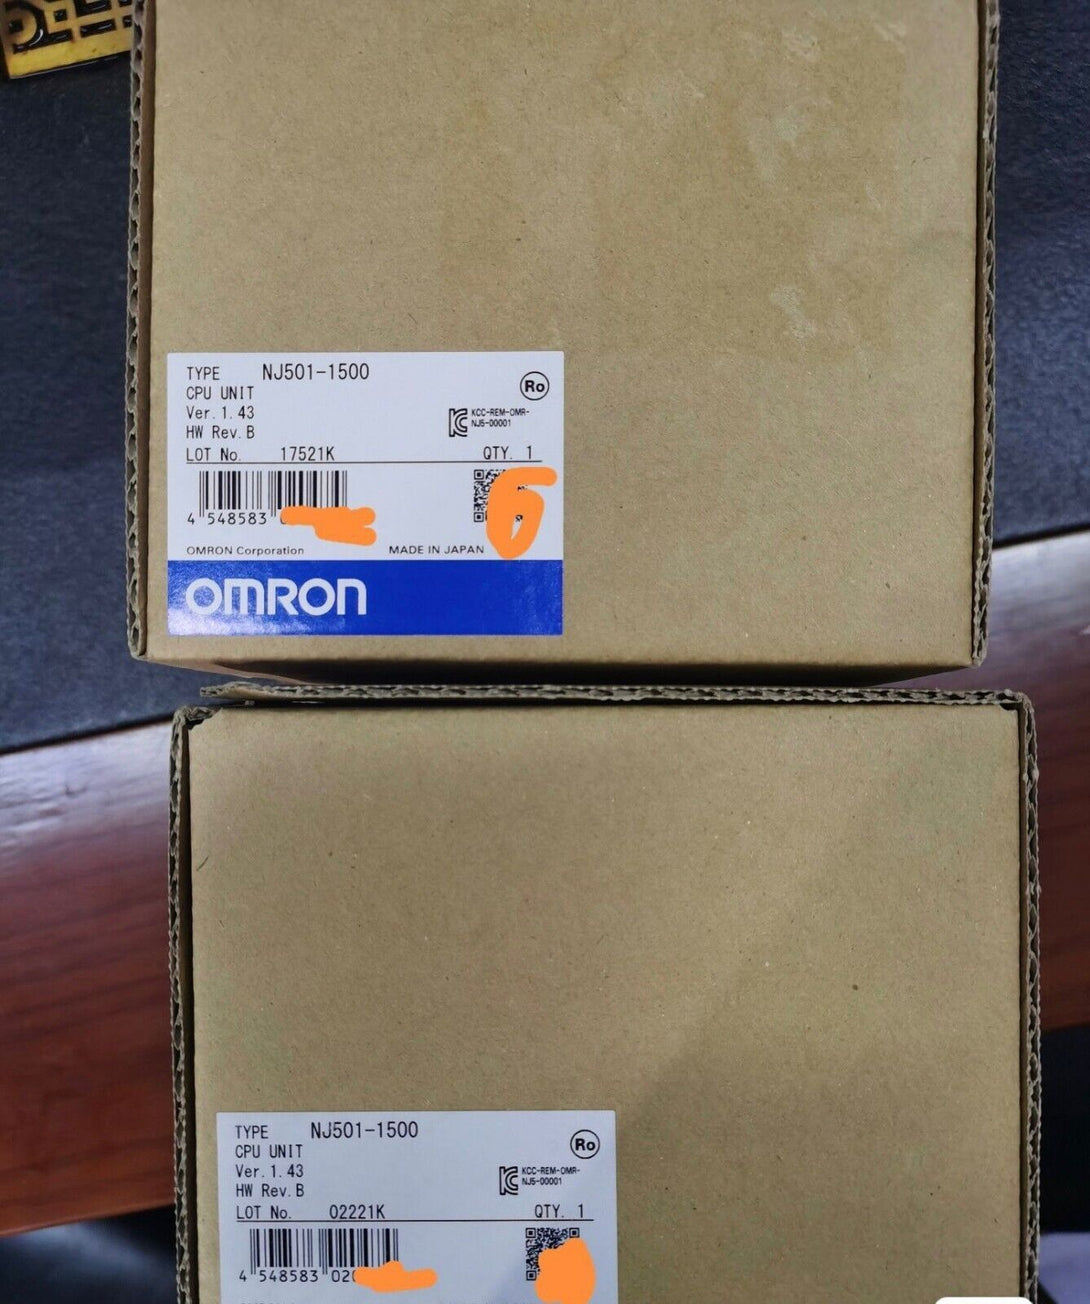 TYPE NJ501-1500
Ro
CPU UNIT
Ver.1.43
KCC-REM-OMR-
NJ5-00001
HW Rev.B
LOT No. 17521K QTY. 1
4 548583
OMRON Corporation MADE IN JAPAN
OMRON
TYPE NJ501-1500
Ro
CPU UNIT
Ver.1.43
KCC-REM-OMR-
NJ5-00001
HW Rev.B
LOT No. 02221K QTY. 1
4 548583 02